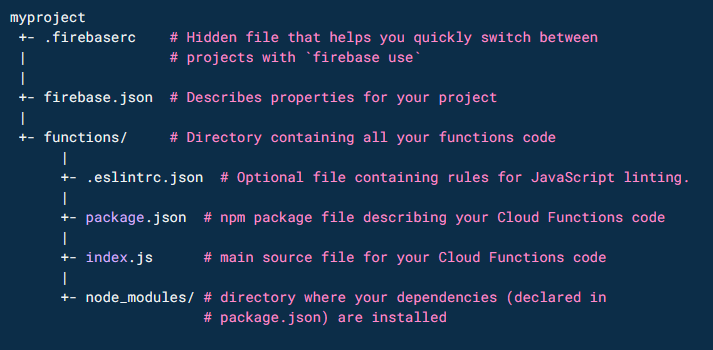 myproject
+- .firebaserc    # Hidden file that helps you quickly switch between
|                 # projects with `firebase use`
|
+- firebase.json  # Describes properties for your project
|
+- functions/     # Directory containing all your functions code
     |
     +- .eslintrc.json  # Optional file containing rules for JavaScript linting.
     |
     +- package.json  # npm package file describing your Cloud Functions code
     |
     +- index.js      # main source file for your Cloud Functions code
     |
     +- node_modules/ # directory where your dependencies (declared in
                      # package.json) are installed